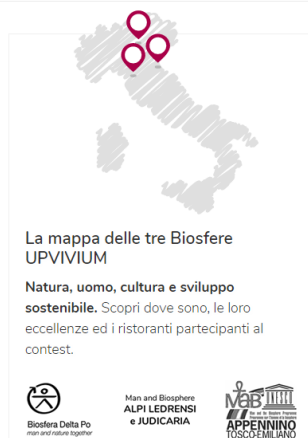 La mappa delle tre Biosfere
UPVIVIUM
Natura, uomo, cultura e sviluppo
sostenibile. Scopri dove sono, le loro
eccellenze ed i ristoranti partecipanti al
contest.
Biosfera Delta Po
man and nature together
Man and Biosphere
ALPI LEDRENSI
e JUDICARIA
MAB UNESCO
APPENNINO
TOSCO-EMILIANO